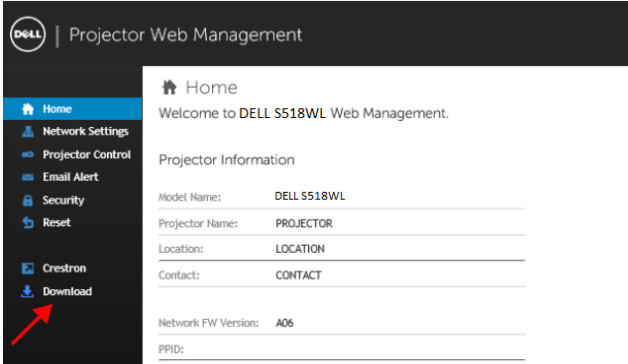 DELL | Projector Web Management
Home
Network Settings
Projector Control
Email Alert
Security
Reset
Crestron
Download
Home
Welcome to DELL S518WL Web Management.
Projector Information
Model Name: DELL S518WL
Projector Name: PROJECTOR
Location: LOCATION
Contact: CONTACT
Network FW Version: A06
PPID: